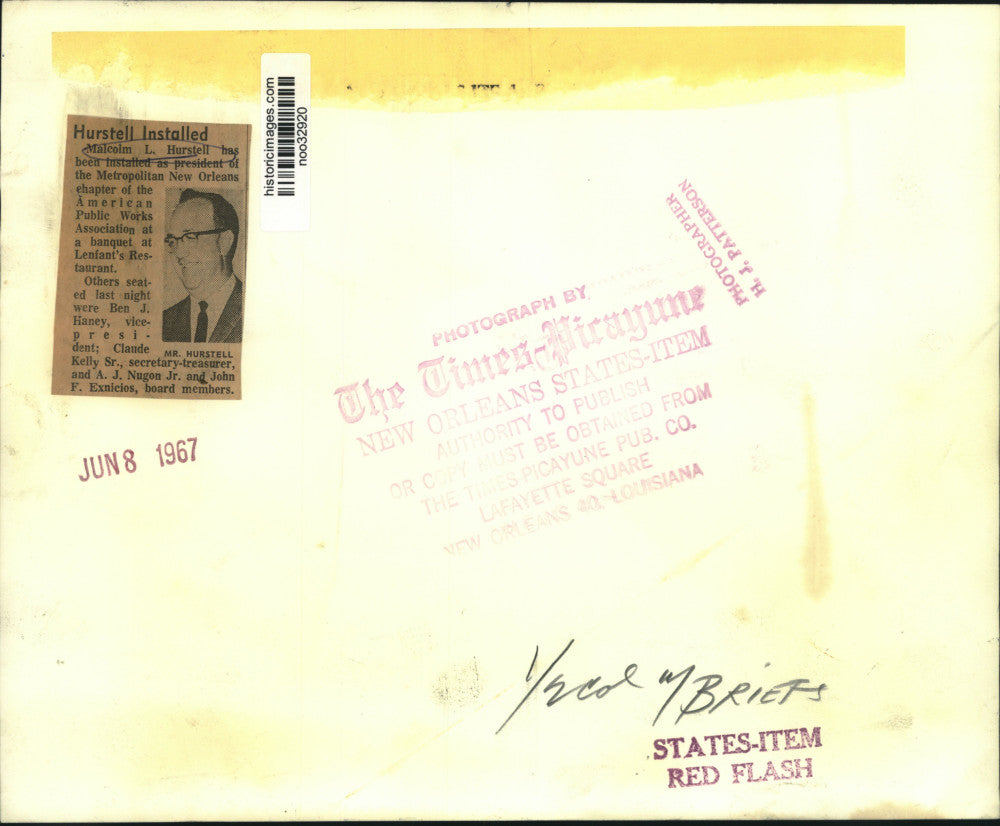 Hurstell Installed
Malcolm L. Hurstell has
been installed as president of
the Metropolitan New Orleans
chapter of the
American
Public Works
Association at
a banquet at
Lenfant's Res-
taurant.
Others seat-
ed last night
were Ben J.
Haney, vice-
presi-
dent; Claude
Kelly Sr., secretary-treasurer,
and A. J. Nugon Jr. and John
F. Exnicios, board members.
MR. HURSTELL
historicimages.com
noo32920
JUN 8 1967
PHOTOGRAPHER
H. J. PATTERSON
PHOTOGRAPH BY
The Times-Picayune
NEW ORLEANS STATES-ITEM
AUTHORITY TO PUBLISH
OR COPY MUST BE OBTAINED FROM
THE TIMES-PICAYUNE PUB. CO.
LAFAYETTE SQUARE
NEW ORLEANS 40, LOUISIANA
1/2 col w/ BRIEFS
STATES-ITEM
RED FLASH